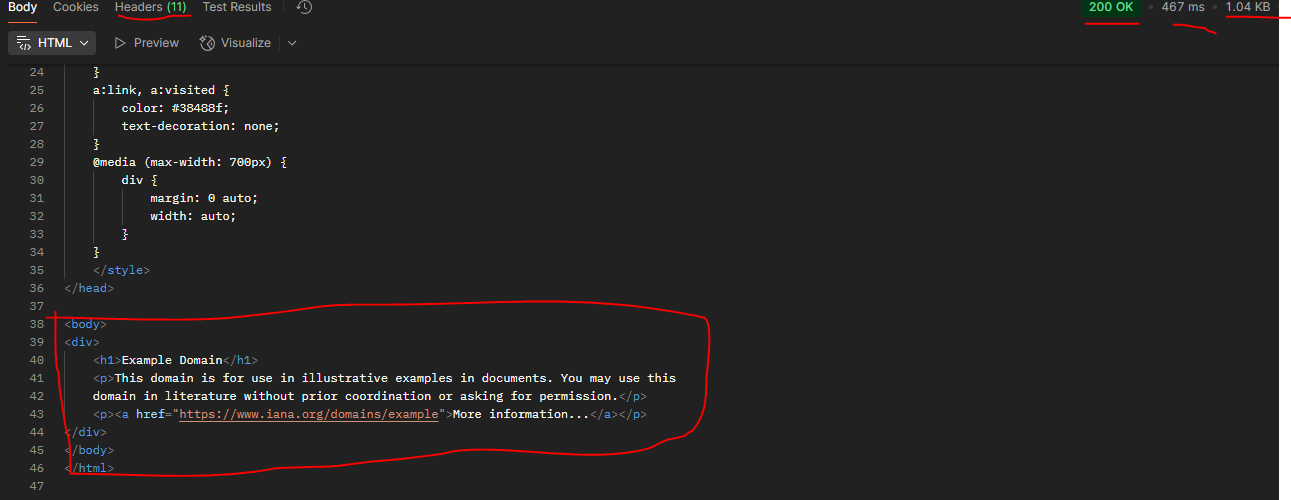 Body Cookies Headers (11) Test Results 200 OK • 467 ms • 1.04 KB
HTML Preview Visualize
24 }
25 a:link, a:visited {
26 color: #38488f;
27 text-decoration: none;
28 }
29 @media (max-width: 700px) {
30 div {
31 margin: 0 auto;
32 width: auto;
33 }
34 }
35 </style>
36 </head>
37
38 <body>
39 <div>
40 <h1>Example Domain</h1>
41 <p>This domain is for use in illustrative examples in documents. You may use this
42 domain in literature without prior coordination or asking for permission.</p>
43 <p><a href="https://www.iana.org/domains/example">More information...</a></p>
44 </div>
45 </body>
46 </html>
47